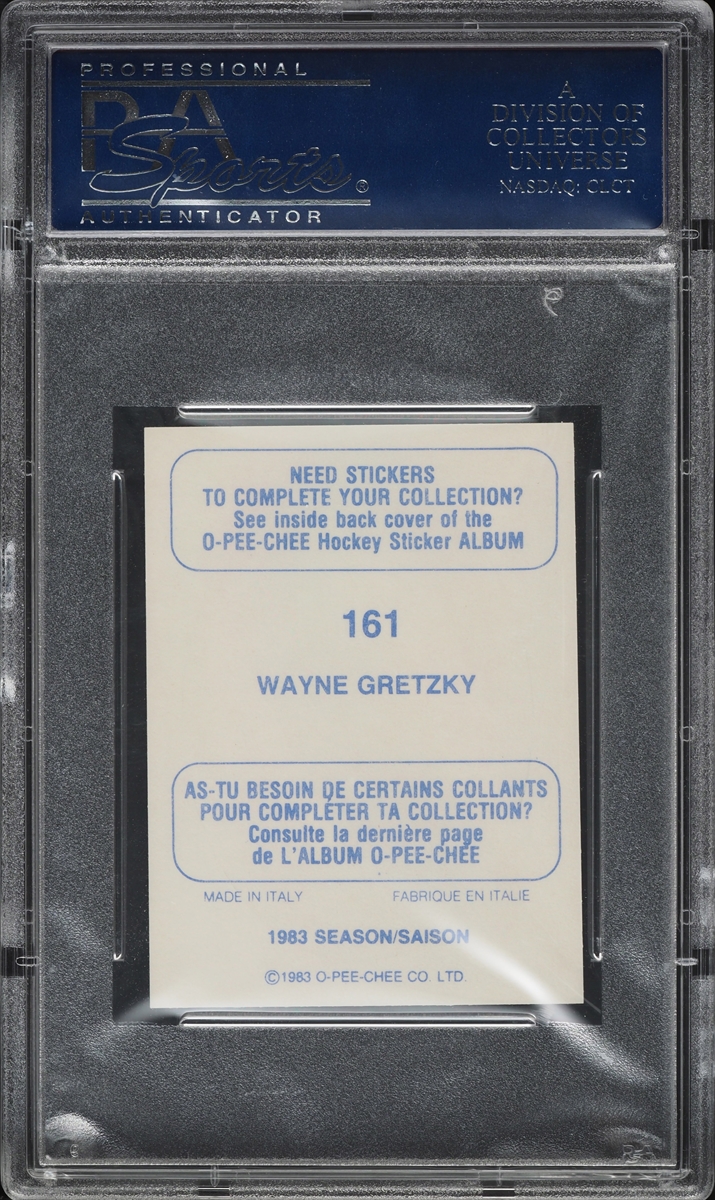 PROFESSIONAL
PSA
Sports®
AUTHENTICATOR
A
DIVISION OF
COLLECTORS
UNIVERSE
NASDAQ: CLCT
NEED STICKERS
TO COMPLETE YOUR COLLECTION?
See inside back cover of the
O-PEE-CHEE Hockey Sticker ALBUM
161
WAYNE GRETZKY
AS-TU BESOIN DE CERTAINS COLLANTS
POUR COMPLÉTER TA COLLECTION?
Consulte la dernière page
de L'ALBUM O-PEE-CHEE
MADE IN ITALY FABRIQUE EN ITALIE
1983 SEASON/SAISON
©1983 O-PEE-CHEE CO. LTD.